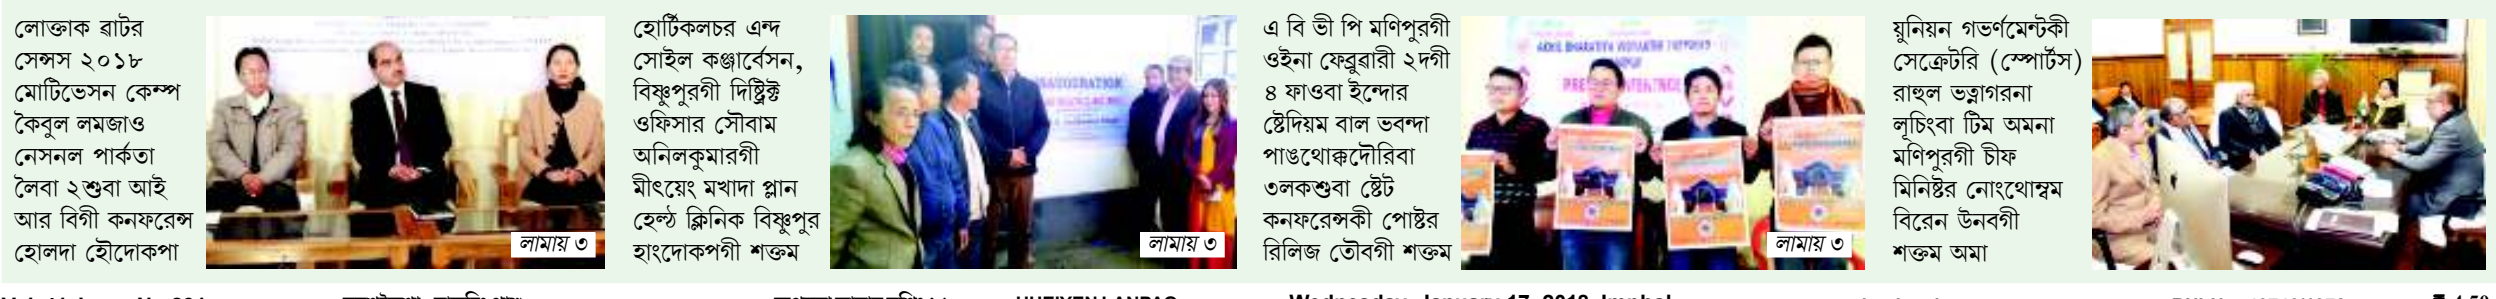 লোক্তাক ৱাটর
সেন্সস ২০১৮
মোটিভেসন কেম্প
কৈবুল লমজাও
নেসনল পার্কতা
লৈবা ২শুবা আই
আর বিগী কনফরেন্স
হোলদা হৌদোকপা
লামায় ৩
হোর্টিকলচর এন্দ
সোইল কঞ্জার্বেসন,
বিষ্ণুপুরগী দিষ্ট্রিক্ট
ওফিসার সৌবাম
অনিলকুমারগী
মীৎয়েং মখাদা প্লান
হেল্থ ক্লিনিক বিষ্ণুপুর
হাংদোকপগী শক্তম
লামায় ৩
এ বি ভী পি মণিপুরগী
ওইনা ফেব্রুৱারী ২দগী
৪ ফাওবা ইন্দোর
ষ্টেদিয়ম বাল ভবন্দা
পাঙথোক্কদৌরিবা
৩লকশুবা ষ্টেট
কনফরেন্সকী পোষ্টর
রিলিজ তৌবগী শক্তম
লামায় ৩
য়ুনিয়ন গভর্ণমেন্টকী
সেক্রেটরি (স্পোর্টস)
রাহুল ভত্নাগরনা
লুচিংবা টিম অমনা
মণিপুরগী চীফ
মিনিষ্টর নোংথোম্বম
বিরেন উনবগী
শক্তম অমা
Wednesday, January 17, 2018, Imphal